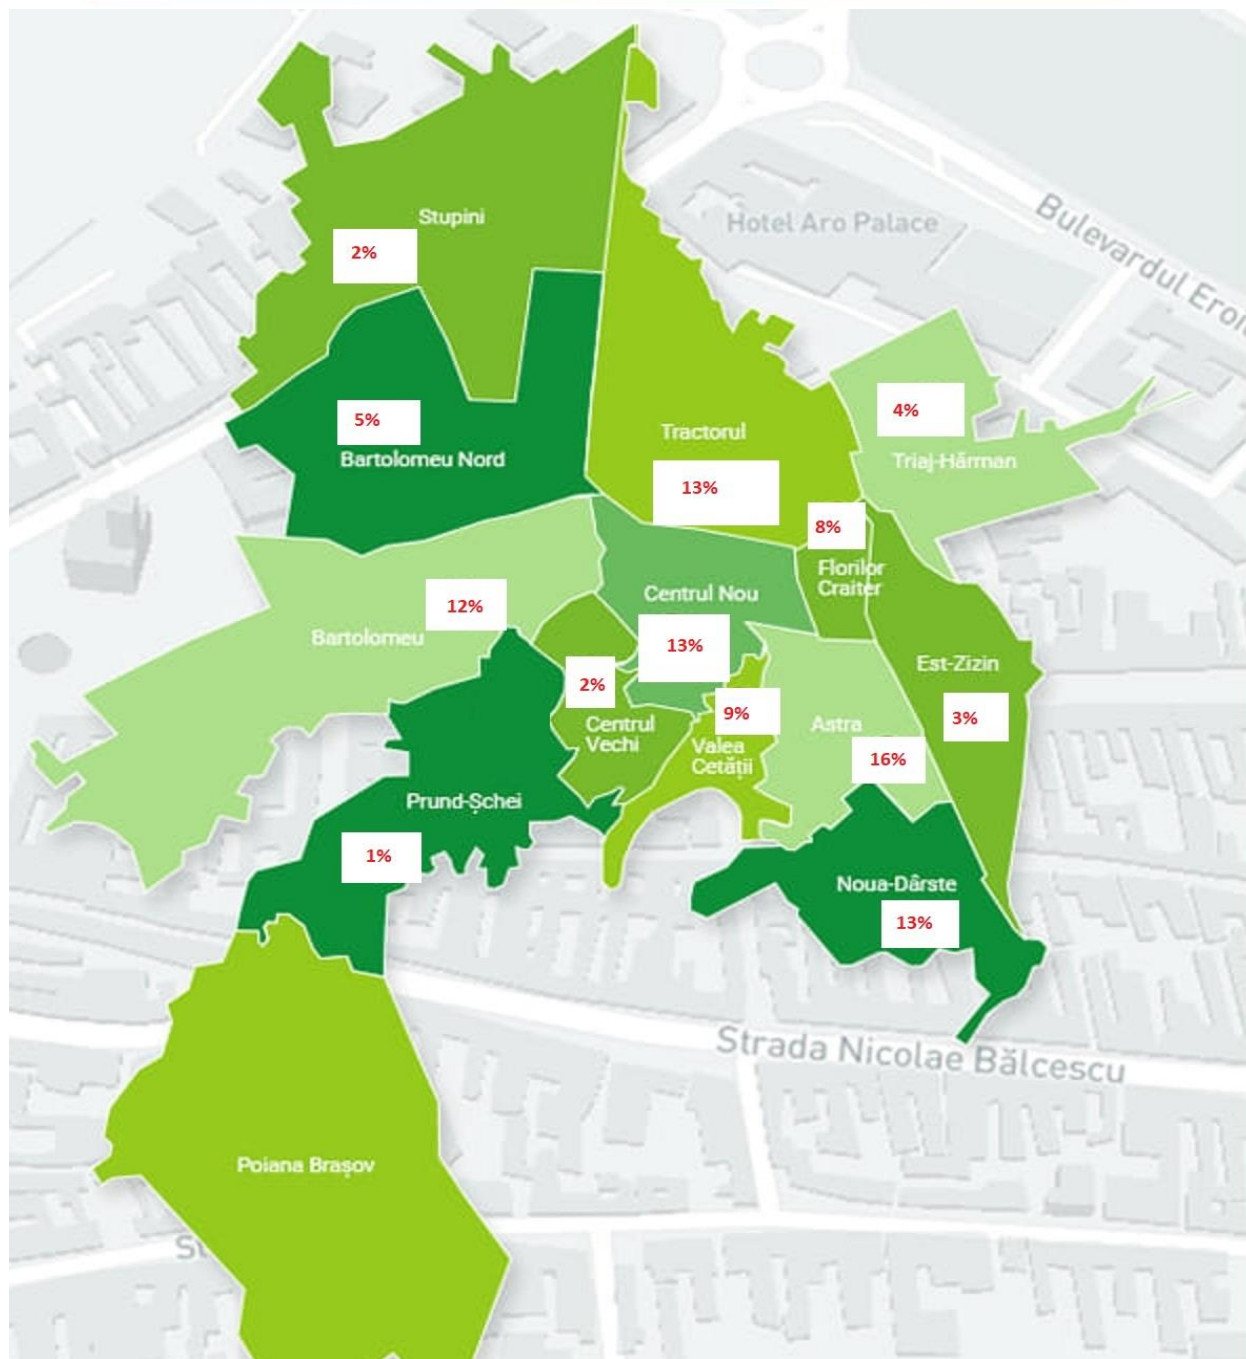 Stupini
2%
Hotel Aro Palace
Bulevardul Eroil
5%
Bartolomeu Nord
Tractorul
13%
4%
Triaj-Hărman
8%
Florilor
Craiter
Centrul Nou
13%
12%
Bartolomeu
Est-Zizin
3%
2%
Centrul
Vechi
9%
Valea
Cetății
Astra
16%
Prund-Șchei
1%
Noua-Dârste
13%
Strada Nicolae Bălcescu
Poiana Brașov